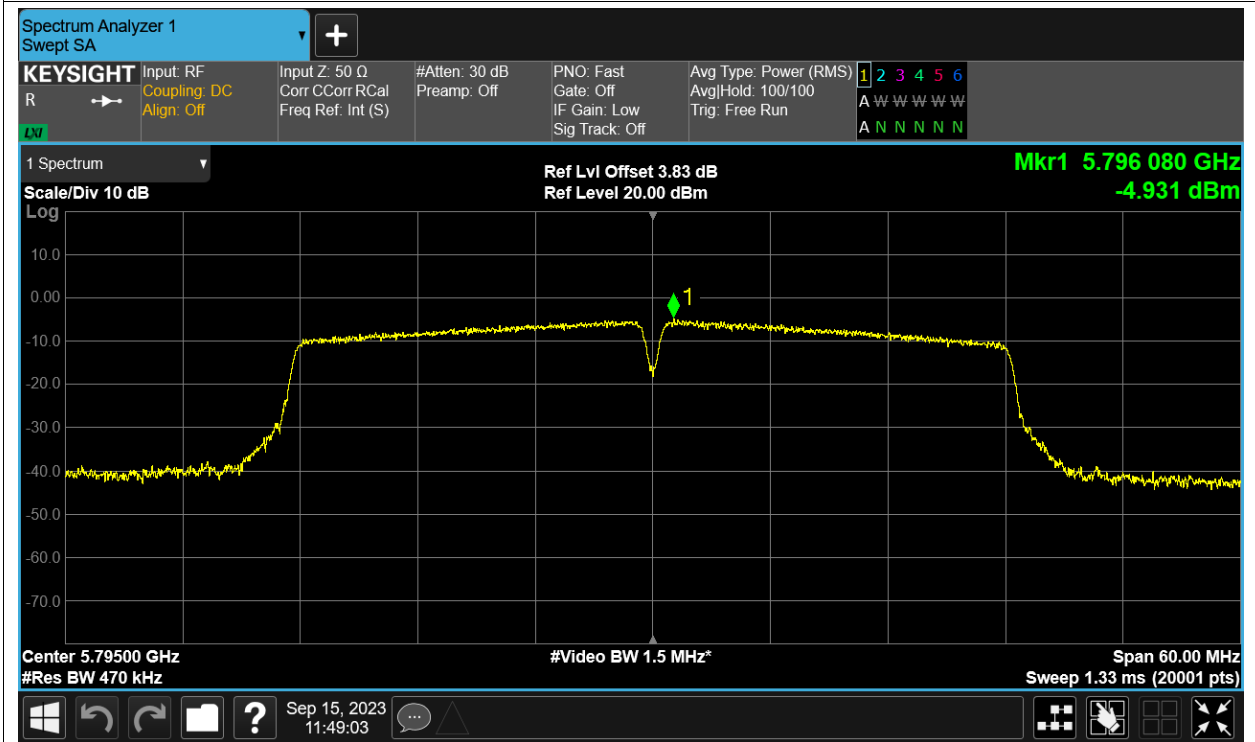 Spectrum Analyzer 1
Swept SA
+
KEYSIGHT
R
LXI
Input: RF
Coupling: DC
Align: Off
Input Z: 50 Ω
Corr CCorr RCal
Freq Ref: Int (S)
#Atten: 30 dB
Preamp: Off
PNO: Fast
Gate: Off
IF Gain: Low
Sig Track: Off
Avg Type: Power (RMS)
Avg|Hold: 100/100
Trig: Free Run
1 2 3 4 5 6
A W W W W W
A N N N N N
1 Spectrum
Scale/Div 10 dB
Log
Ref Lvl Offset 3.83 dB
Ref Level 20.00 dBm
Mkr1 5.796 080 GHz
-4.931 dBm
10.0
0.00
-10.0
-20.0
-30.0
-40.0
-50.0
-60.0
-70.0
1
Center 5.79500 GHz
#Res BW 470 kHz
#Video BW 1.5 MHz*
Span 60.00 MHz
Sweep 1.33 ms (20001 pts)
?
Sep 15, 2023
11:49:03